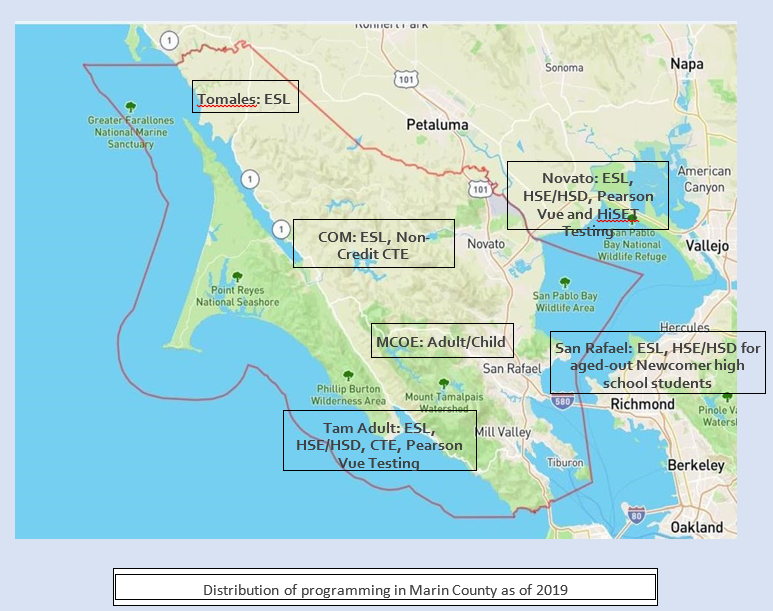 Rohnert Park
1
Sonoma
Napa
101
Tomales: ESL
Greater Farallones
National Marine
Sanctuary
Petaluma
American
Canyon
1
101
Novato: ESL,
HSE/HSD, Pearson
Vue and HiSET
Testing
San Pablo
Bay National
Wildlife Refuge
1
COM: ESL, Non-
Credit CTE
Novato
Vallejo
Point Reyes
National Seashore
San Pablo Bay
Wildlife Area
Hercules
MCOE: Adult/Child
San Rafael: ESL, HSE/HSD for
aged-out Newcomer high
school students
San Rafael
Phillip Burton
Wilderness Area
Mount Tamalpais
Watershed
580
Richmond
Pinole Va
Watersl
Tam Adult: ESL,
HSE/HSD, CTE, Pearson
Vue Testing
Mill Valley
Tiburon
Berkeley
80
Oakland
Distribution of programming in Marin County as of 2019